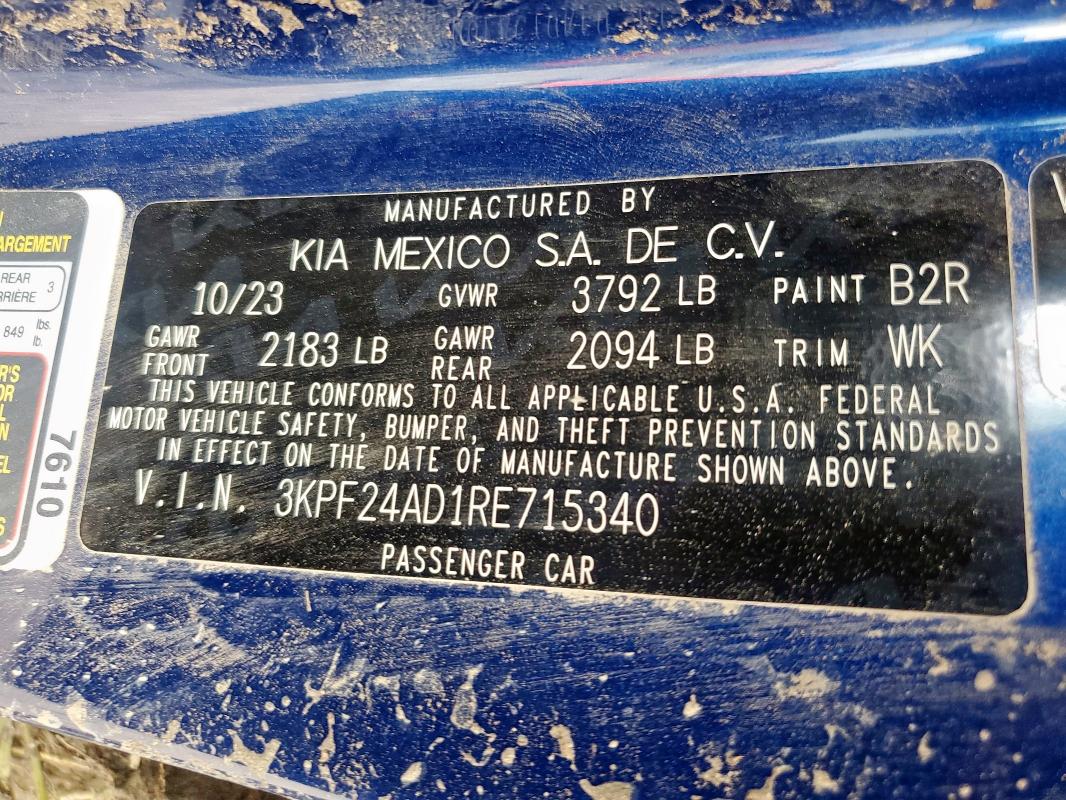 MANUFACTURED BY
KIA MEXICO S.A. DE C.V.
10/23 GVWR 3792 LB PAINT B2R
GAWR FRONT 2183 LB GAWR REAR 2094 LB TRIM WK
THIS VEHICLE CONFORMS TO ALL APPLICABLE U.S.A. FEDERAL
MOTOR VEHICLE SAFETY, BUMPER, AND THEFT PREVENTION STANDARDS
IN EFFECT ON THE DATE OF MANUFACTURE SHOWN ABOVE.
V.I.N. 3KPF24AD1RE715340
PASSENGER CAR
ARGEMENT
REAR 3
RRIÈRE
849 lbs.
lb.
7610